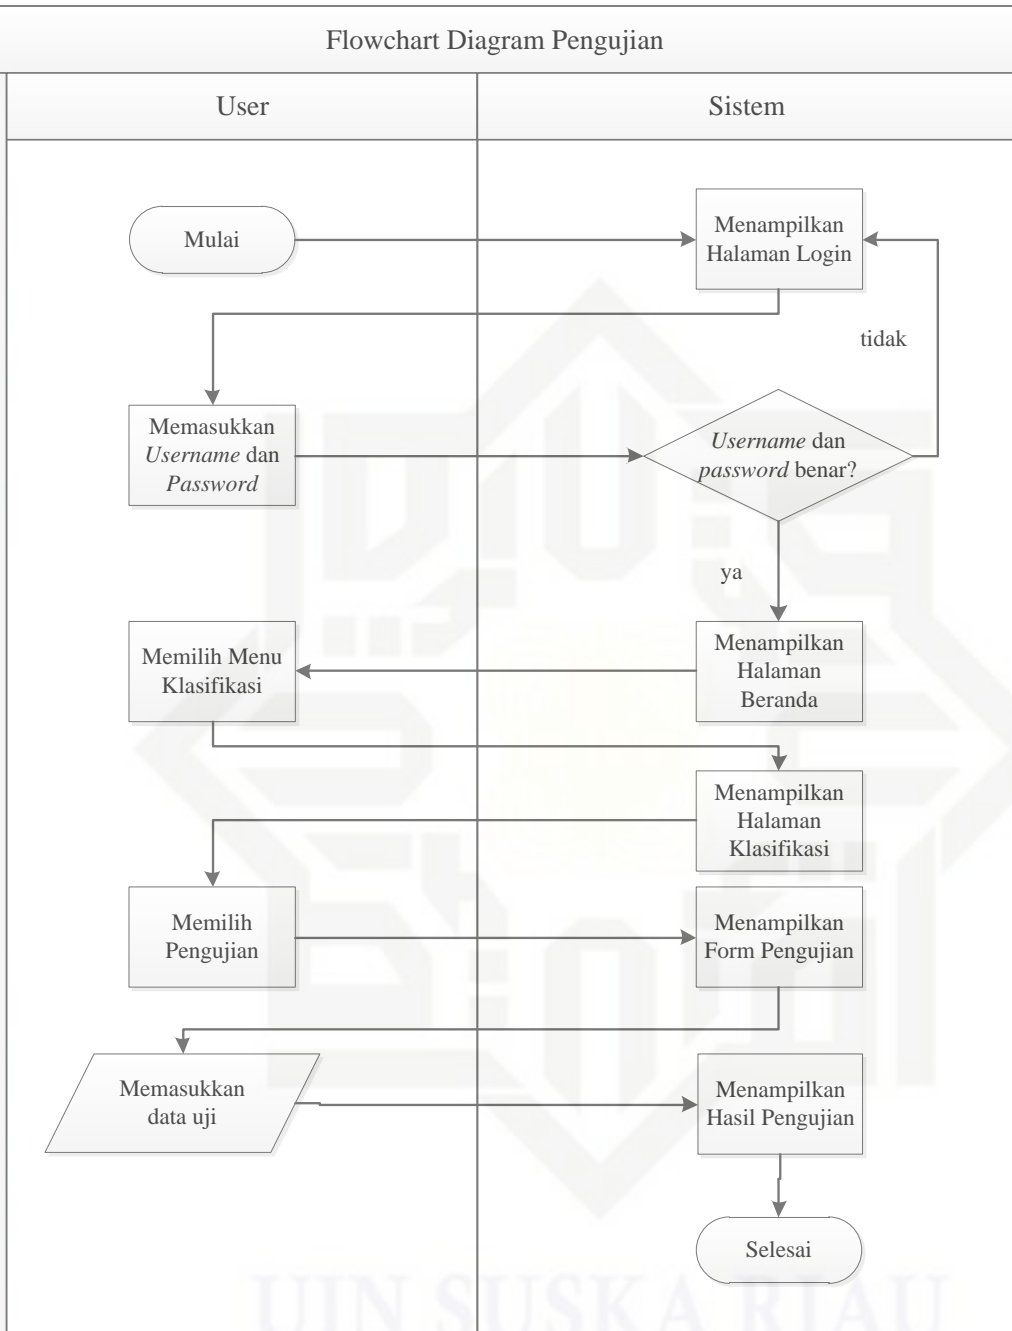 Flowchart Diagram Pengujian
User
Sistem
Mulai
Menampilkan
Halaman Login
tidak
Memasukkan
Username dan
Password
Username dan
password benar?
ya
Memilih Menu
Klasifikasi
Menampilkan
Halaman
Beranda
Menampilkan
Halaman
Klasifikasi
Memilih
Pengujian
Menampilkan
Form Pengujian
Memasukkan
data uji
Menampilkan
Hasil Pengujian
Selesai
UIN SUSKA RIAU